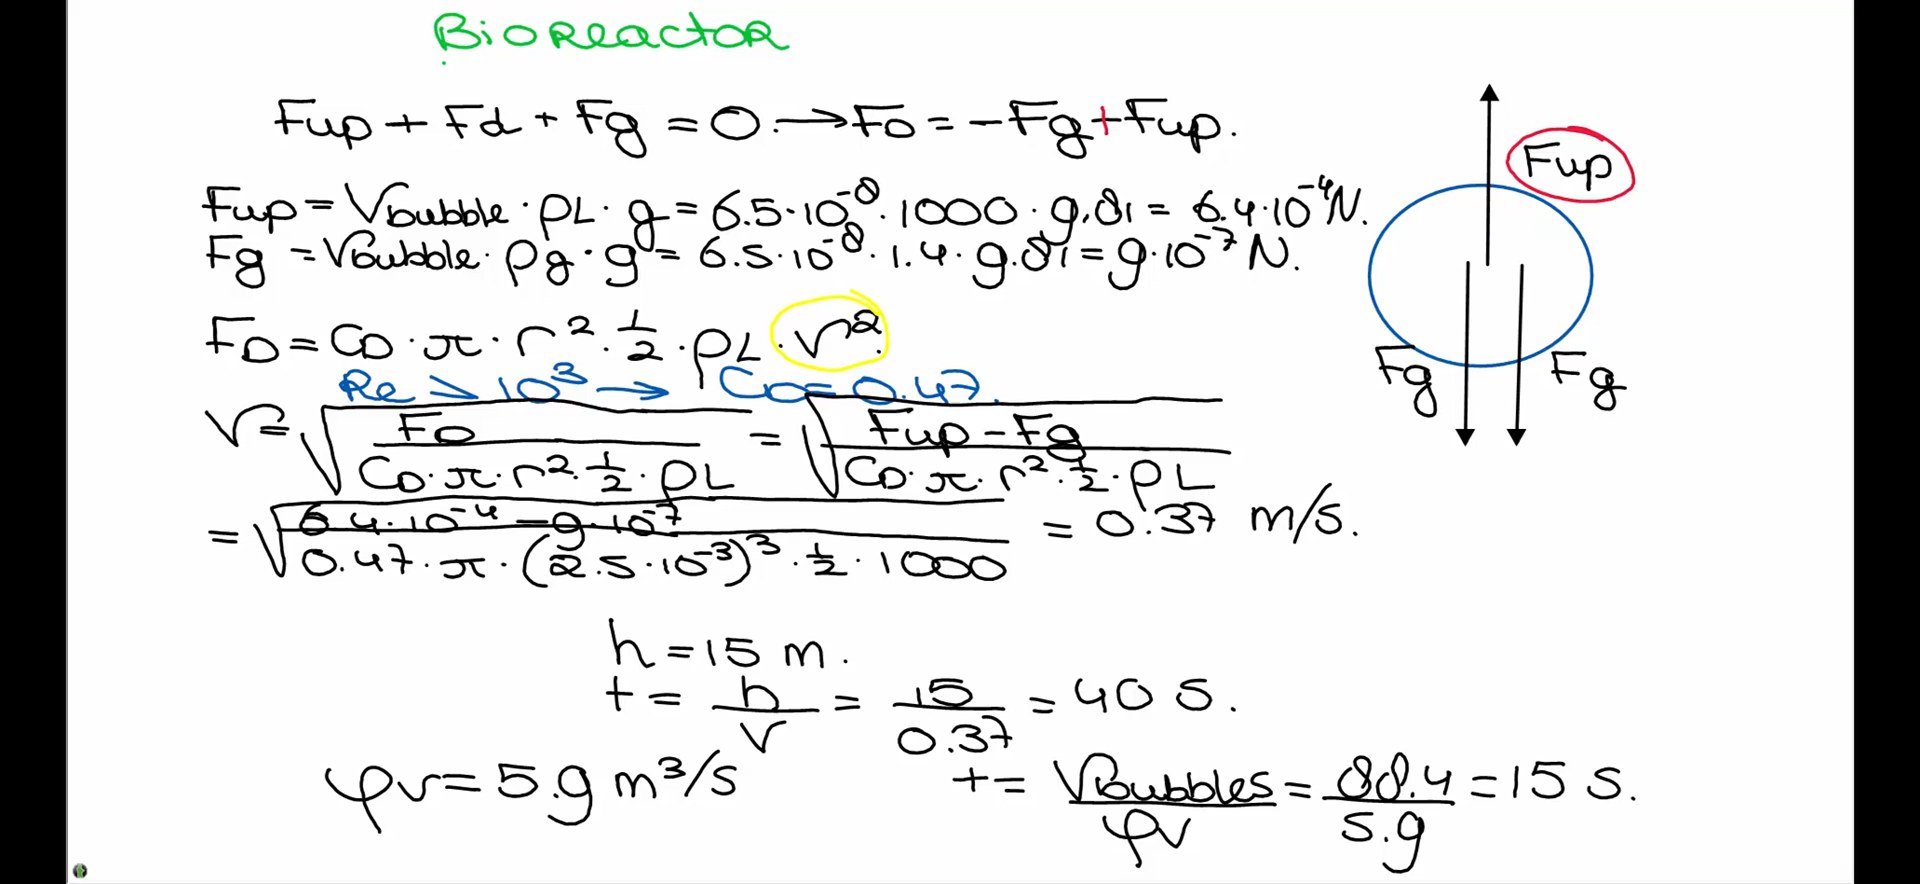 Bioreactor
Fup + Fd + Fg = 0. → FD = -Fg + Fup.
Fup
Fup = Vbubble · ρL · g = 6.5·10⁻⁸ · 1000 · 9.81 = 6.4·10⁻⁴ N.
Fg = Vbubble · ρg · g = 6.5·10⁻⁸ · 1.4 · 9.81 = 9·10⁻⁷ N.
FD = CD · π · r² · 1/2 · ρL · v².
Fg Fg
Re > 10³ → CD = 0.47.
v = √(FD / (CD · π · r² · 1/2 · ρL)) = √((Fup - Fg) / (CD · π · r² · 1/2 · ρL))
= √((6.4·10⁻⁴ - 9·10⁻⁷) / (0.47 · π · (2.5·10⁻³)³ · 1/2 · 1000)) = 0.37 m/s.
h = 15 m.
t = h/v = 15/0.37 = 40 s.
φv = 5.9 m³/s
t = Vbubbles/φv = 88.4/5.9 = 15 s.